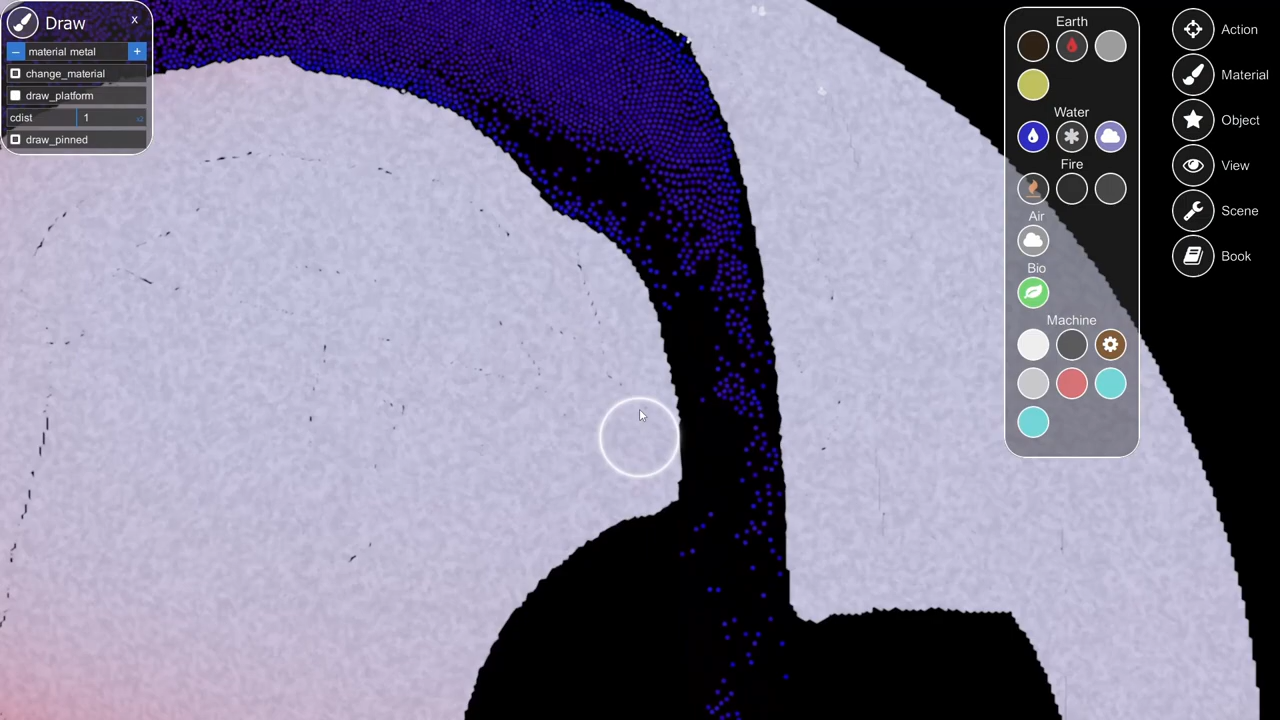 Draw
x
– material metal +
change_material
draw_platform
cdist 1
draw_pinned
Earth
Water
Fire
Air
Bio
Machine
Action
Material
Object
View
Scene
Book